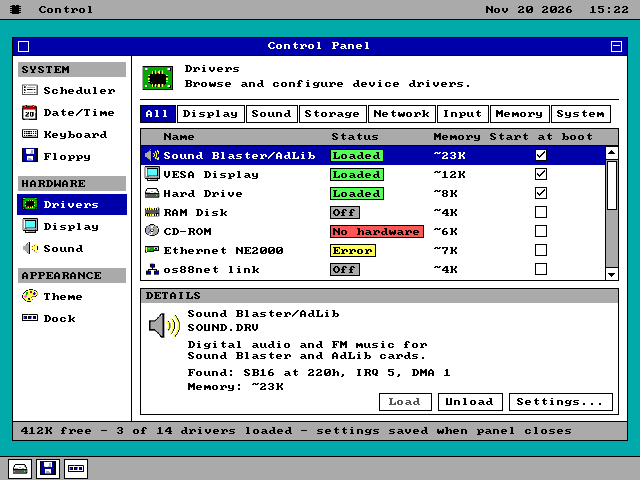 Control Nov 20 2026 15:22
Control Panel
SYSTEM
Scheduler
Date/Time
20
Keyboard
Floppy
HARDWARE
Drivers
Display
Sound
APPEARANCE
Theme
Dock
Drivers
Browse and configure device drivers.
All Display Sound Storage Network Input Memory System
Name Status Memory Start at boot
Sound Blaster/AdLib Loaded ~23K
VESA Display Loaded ~12K
Hard Drive Loaded ~8K
RAM Disk Off ~4K
CD-ROM No hardware ~6K
Ethernet NE2000 Error ~7K
os88net link Off ~4K
DETAILS
Sound Blaster/AdLib
SOUND.DRV
Digital audio and FM music for
Sound Blaster and AdLib cards.
Found: SB16 at 220h, IRQ 5, DMA 1
Memory: ~23K
Load Unload Settings...
412K free - 3 of 14 drivers loaded - settings saved when panel closes